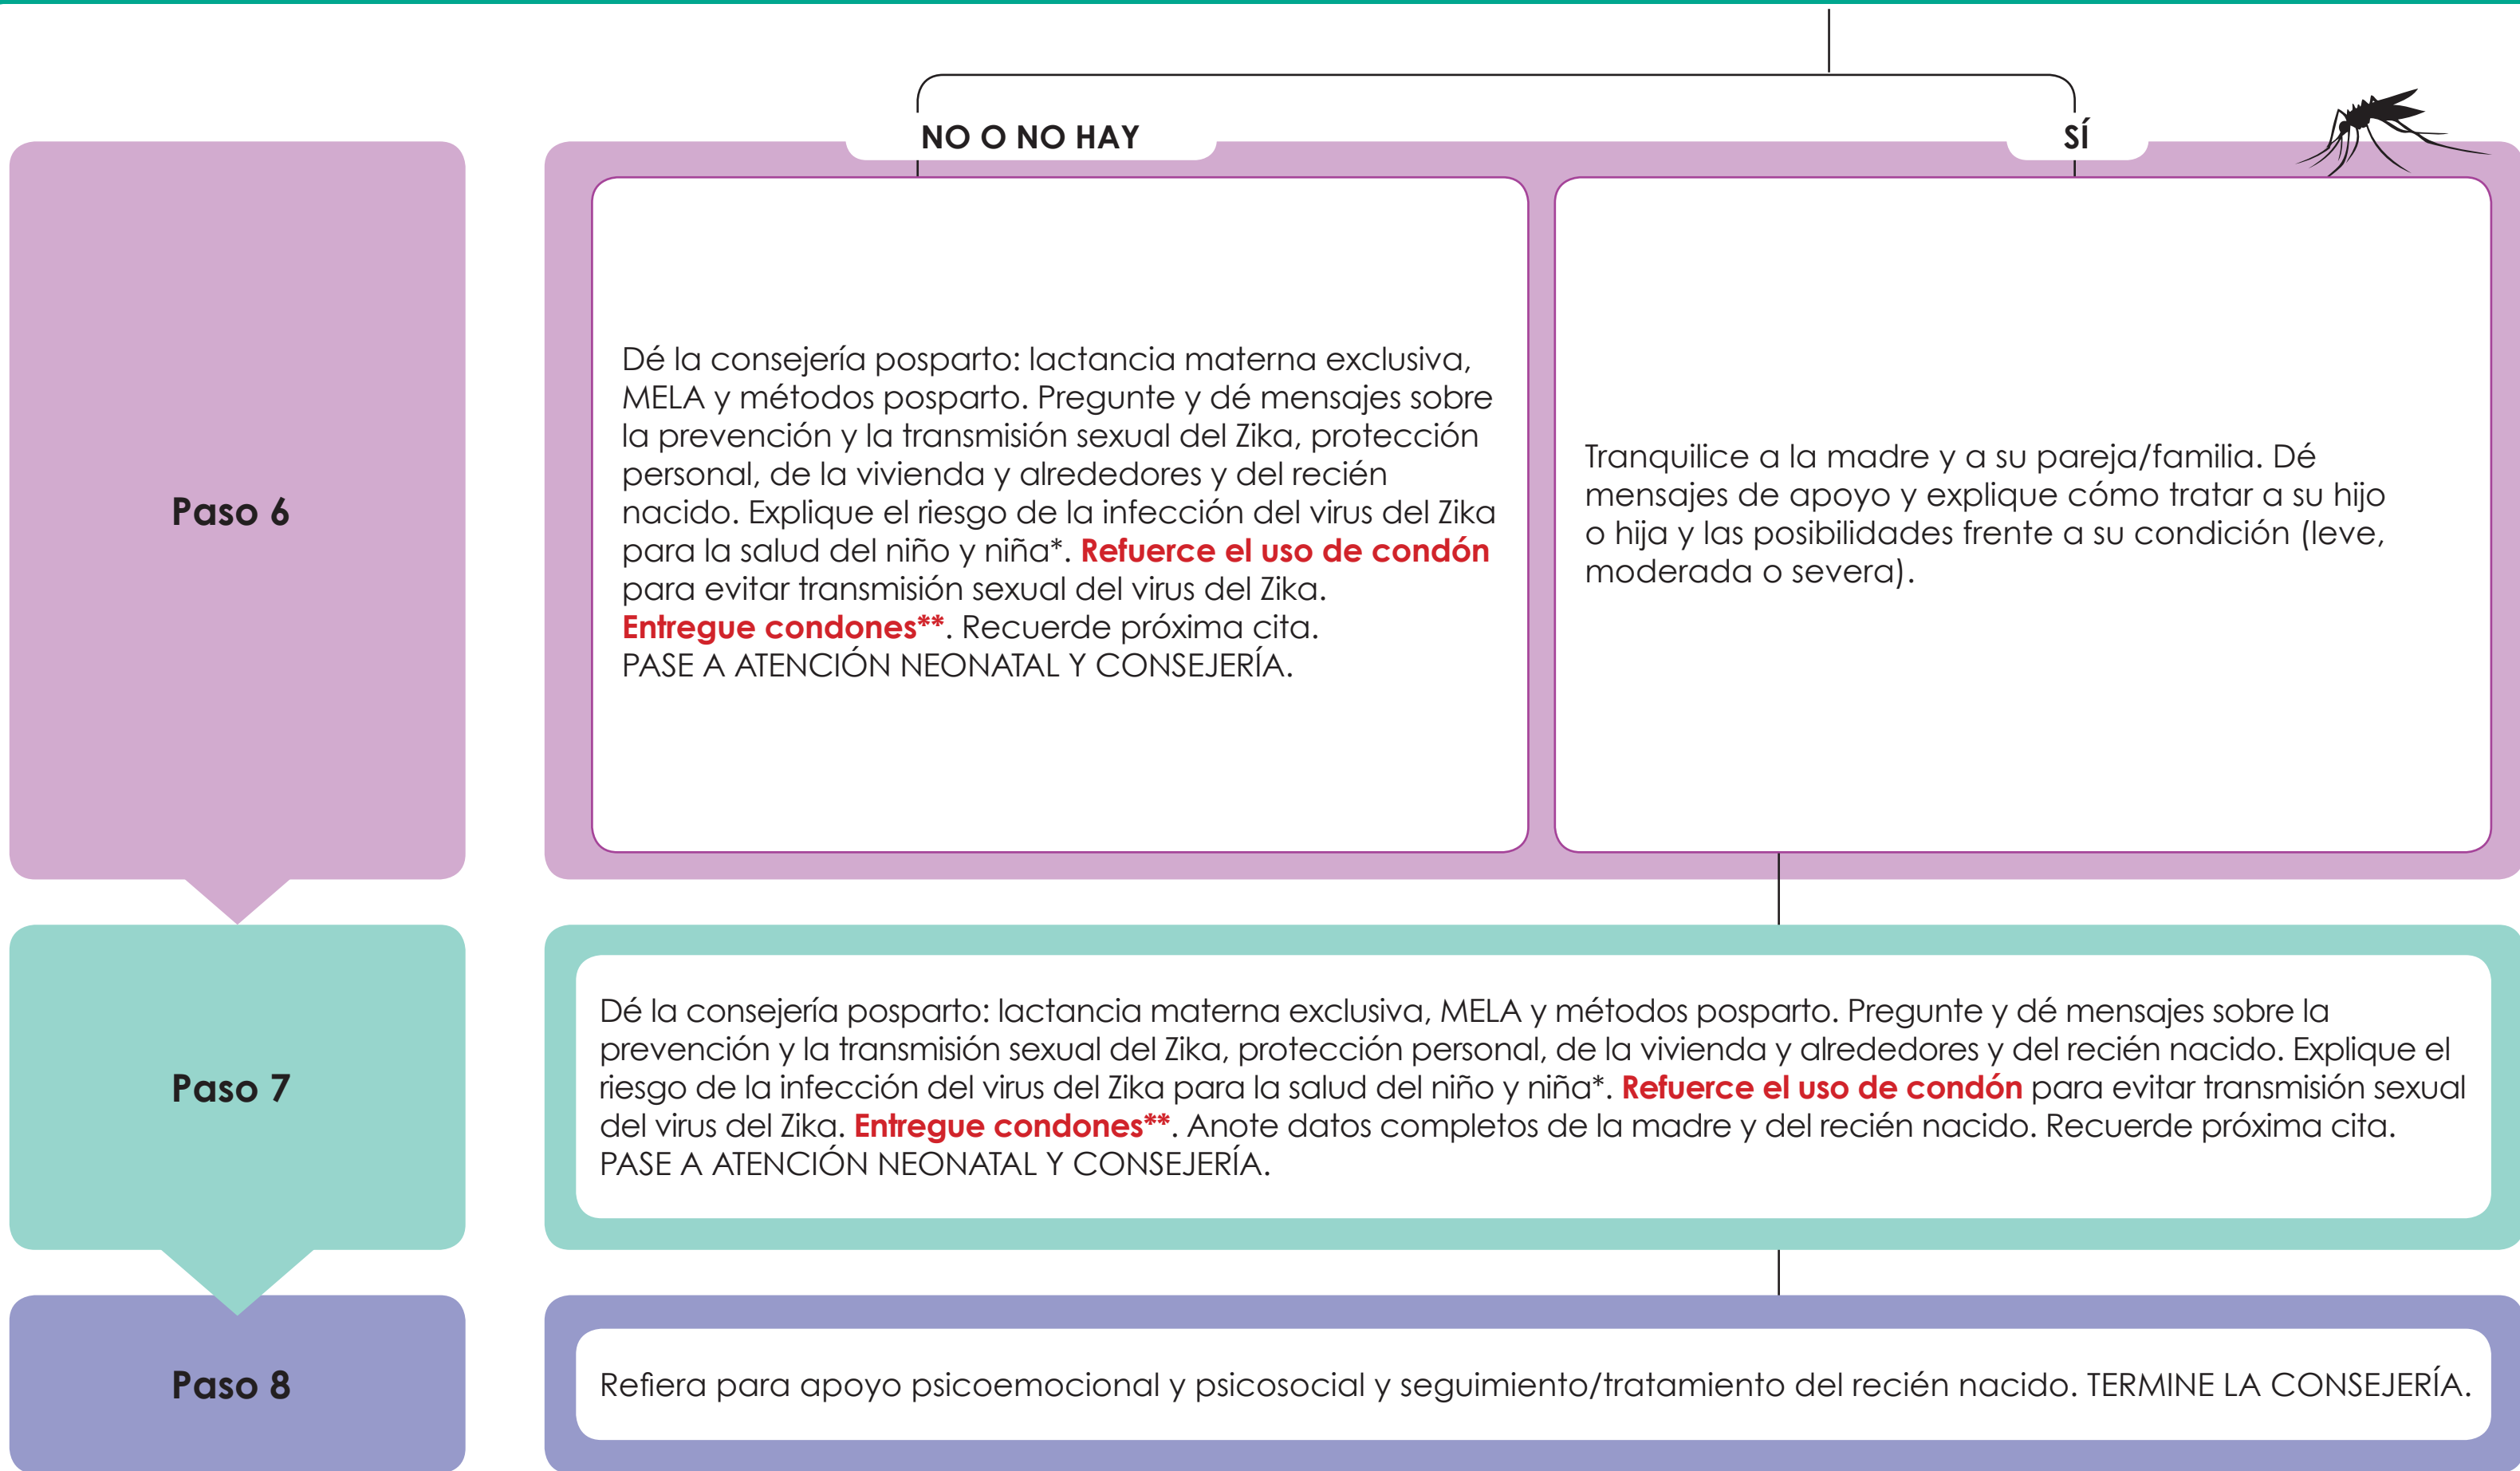 NO O NO HAY
SÍ
Paso 6
Dé la consejería posparto: lactancia materna exclusiva,
MELA y métodos posparto. Pregunte y dé mensajes sobre
la prevención y la transmisión sexual del Zika, protección
personal, de la vivienda y alrededores y del recién
nacido. Explique el riesgo de la infección del virus del Zika
para la salud del niño y niña*. Refuerce el uso de condón
para evitar transmisión sexual del virus del Zika.
Entregue condones**. Recuerde próxima cita.
PASE A ATENCIÓN NEONATAL Y CONSEJERÍA.
Tranquilice a la madre y a su pareja/familia. Dé
mensajes de apoyo y explique cómo tratar a su hijo
o hija y las posibilidades frente a su condición (leve,
moderada o severa).
Paso 7
Dé la consejería posparto: lactancia materna exclusiva, MELA y métodos posparto. Pregunte y dé mensajes sobre la
prevención y la transmisión sexual del Zika, protección personal, de la vivienda y alrededores y del recién nacido. Explique el
riesgo de la infección del virus del Zika para la salud del niño y niña*. Refuerce el uso de condón para evitar transmisión sexual
del virus del Zika. Entregue condones**. Anote datos completos de la madre y del recién nacido. Recuerde próxima cita.
PASE A ATENCIÓN NEONATAL Y CONSEJERÍA.
Paso 8
Refiera para apoyo psicoemocional y psicosocial y seguimiento/tratamiento del recién nacido. TERMINE LA CONSEJERÍA.